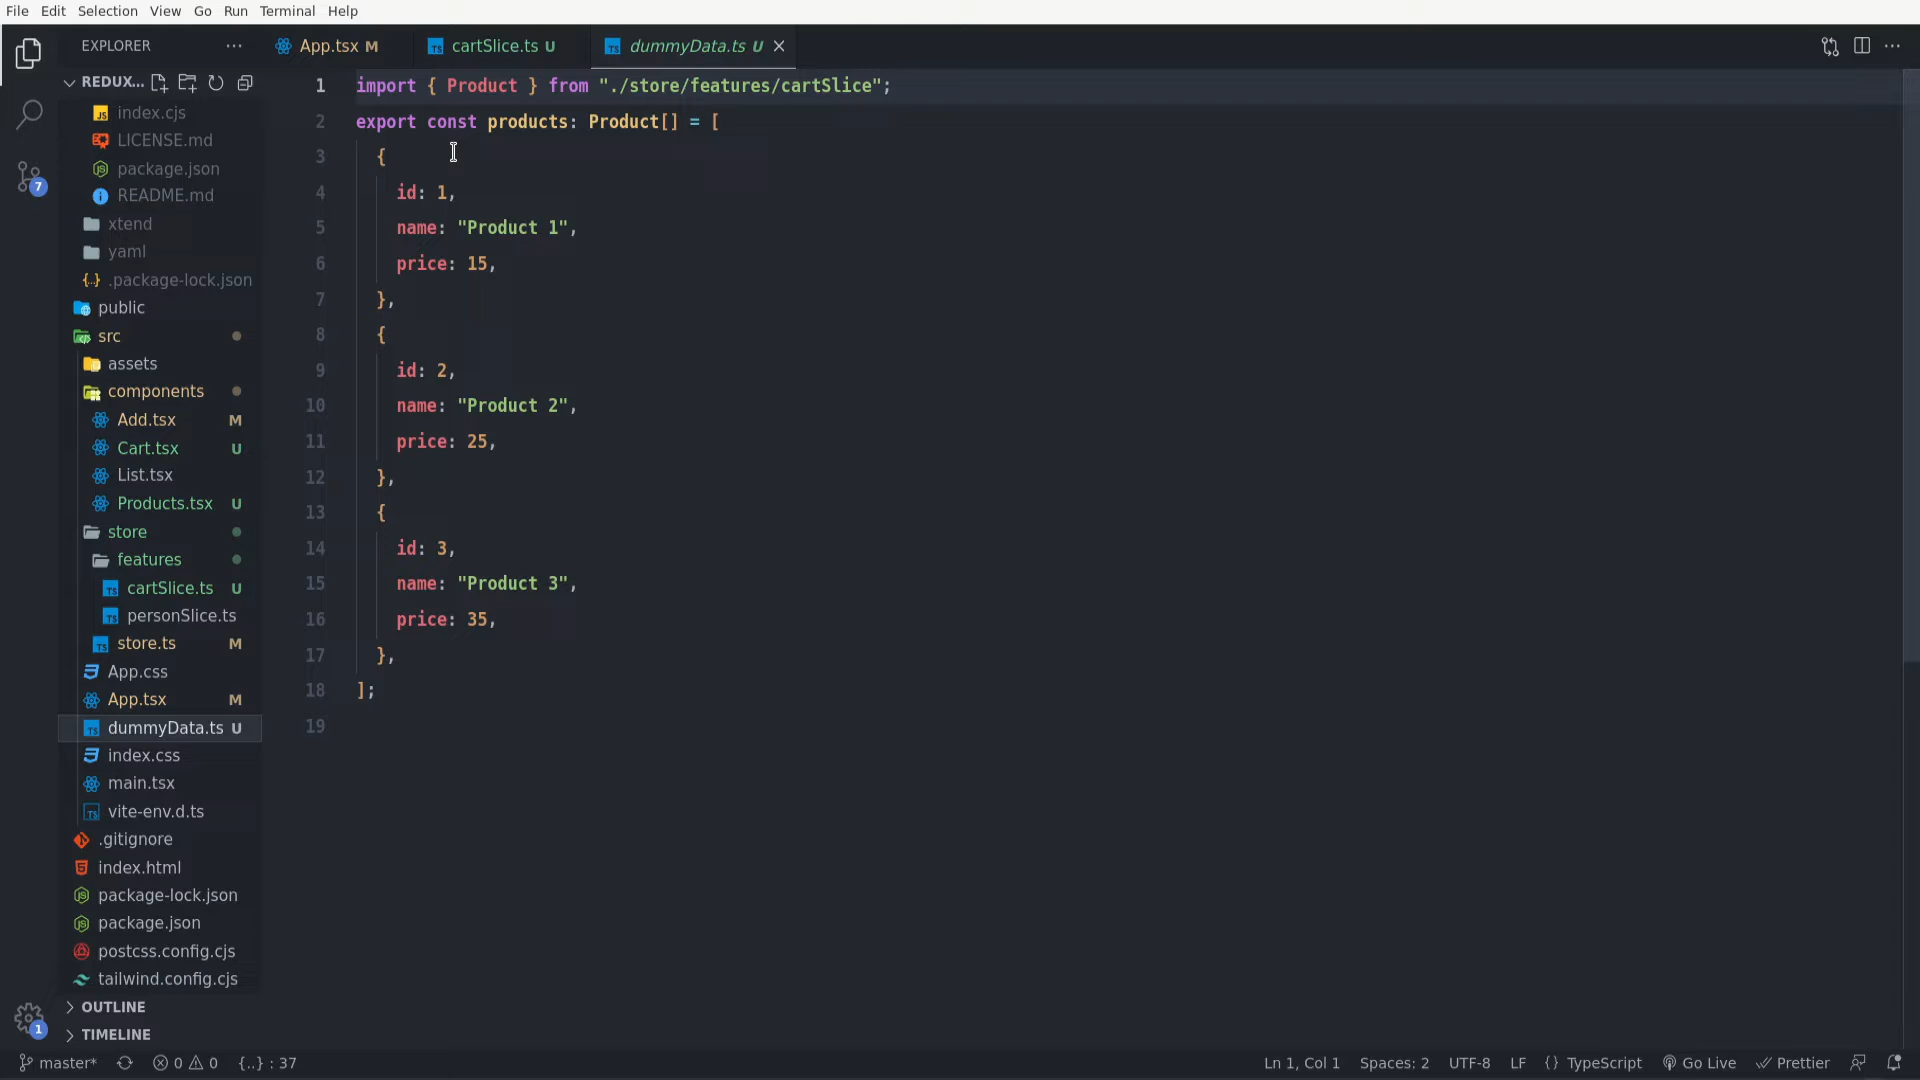 File Edit Selection View Go Run Terminal Help
EXPLORER ...
App.tsx M
cartSlice.ts U
dummyData.ts U
REDUX...
index.cjs
LICENSE.md
package.json
README.md
xtend
yaml
.package-lock.json
public
src
assets
components
Add.tsx M
Cart.tsx U
List.tsx
Products.tsx U
store
features
cartSlice.ts U
personSlice.ts
store.ts M
App.css
App.tsx M
dummyData.ts U
index.css
main.tsx
vite-env.d.ts
.gitignore
index.html
package-lock.json
package.json
postcss.config.cjs
tailwind.config.cjs
OUTLINE
TIMELINE
7
1
1 import { Product } from "./store/features/cartSlice";
2 export const products: Product[] = [
3 {
4 id: 1,
5 name: "Product 1",
6 price: 15,
7 },
8 {
9 id: 2,
10 name: "Product 2",
11 price: 25,
12 },
13 {
14 id: 3,
15 name: "Product 3",
16 price: 35,
17 },
18 ];
19
master* 0 0 {..} : 37
Ln 1, Col 1 Spaces: 2 UTF-8 LF {} TypeScript Go Live Prettier